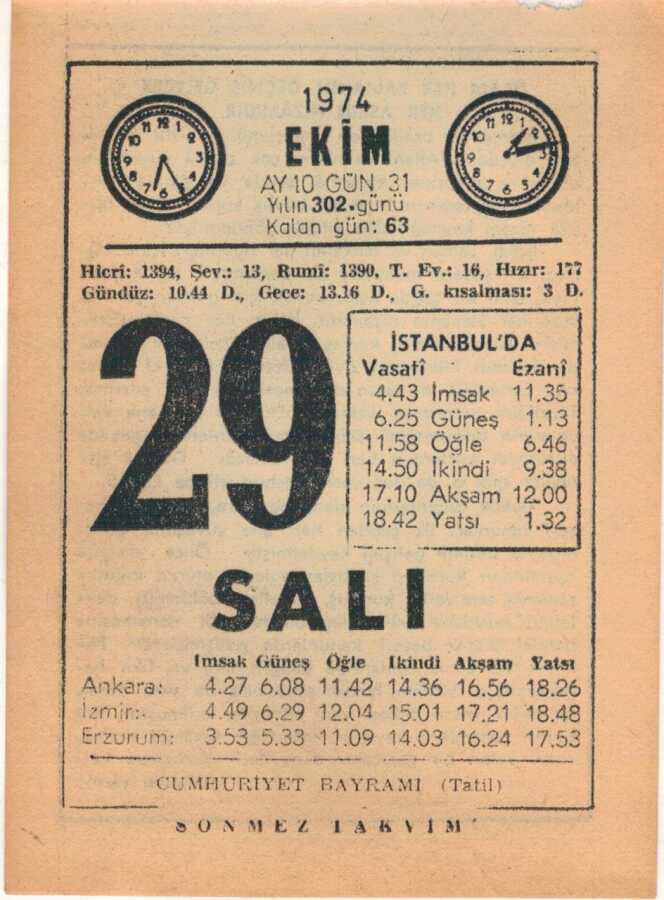 1974
EKİM
AY 10 GÜN 31
Yılın 302. günü
Kalan gün: 63
Hicrî: 1394, Şev.: 13, Rumî: 1390, T. Ev.: 16, Hızır: 177
Gündüz: 10.44 D., Gece: 13.16 D., G. kısalması: 3 D.
29
İSTANBUL'DA
Vasatî Ezanî
4.43 İmsak 11.35
6.25 Güneş 1.13
11.58 Öğle 6.46
14.50 İkindi 9.38
17.10 Akşam 12.00
18.42 Yatsı 1.32
SALI
İmsak Güneş Öğle İkindi Akşam Yatsı
Ankara: 4.27 6.08 11.42 14.36 16.56 18.26
İzmir: 4.49 6.29 12.04 15.01 17.21 18.48
Erzurum: 3.53 5.33 11.09 14.03 16.24 17.53
CUMHURİYET BAYRAMI (Tatil)
SÖNMEZ TAKVİM